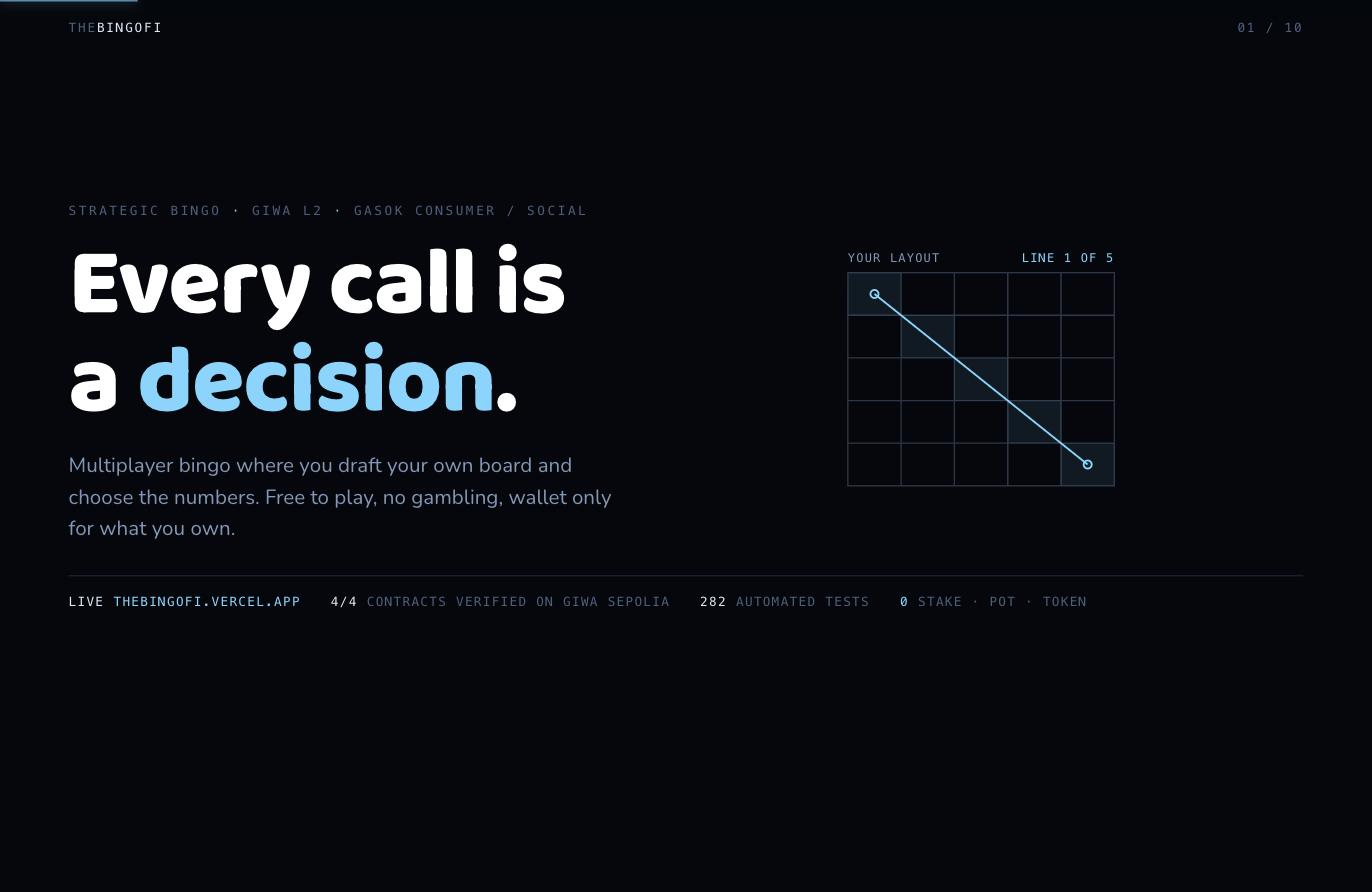 THEBINGOFI
01 / 10
STRATEGIC BINGO · GIWA L2 · GASOK CONSUMER / SOCIAL
Every call is
a decision.
Multiplayer bingo where you draft your own board and
choose the numbers. Free to play, no gambling, wallet only
for what you own.
YOUR LAYOUT
LINE 1 OF 5
LIVE THEBINGOFI.VERCEL.APP
4/4 CONTRACTS VERIFIED ON GIWA SEPOLIA
282 AUTOMATED TESTS
0 STAKE · POT · TOKEN